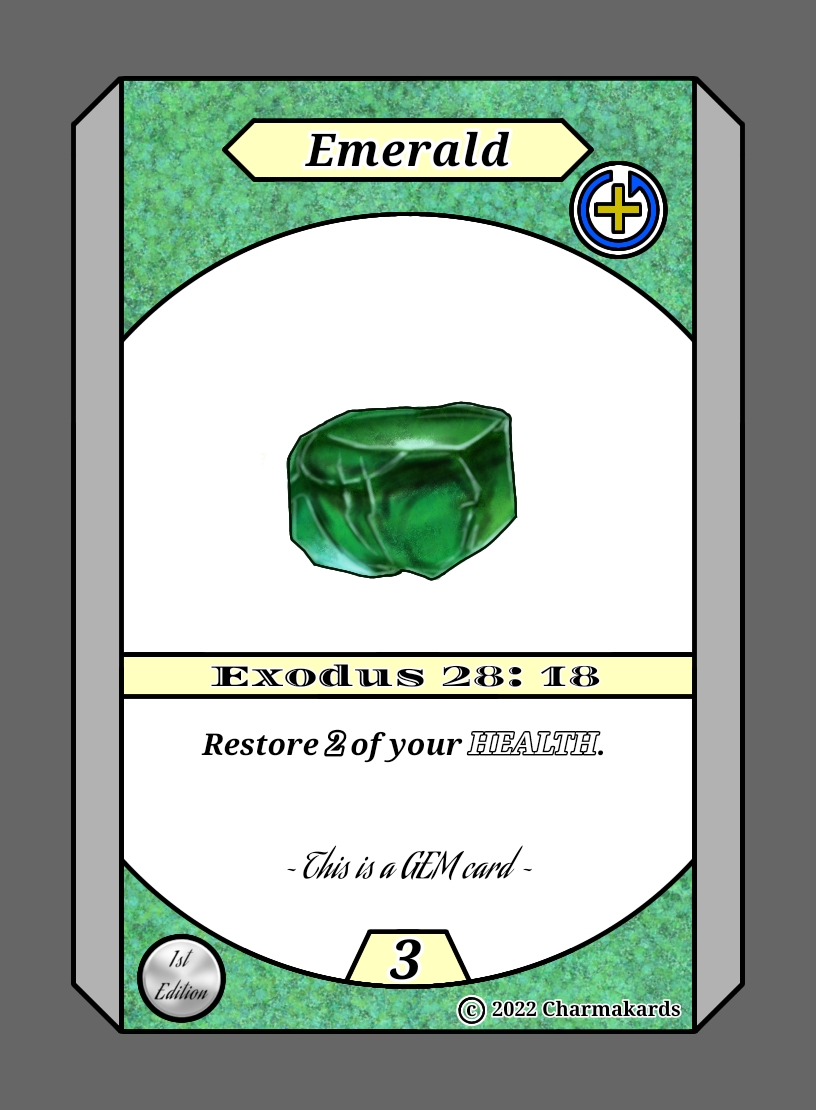 Emerald
Exodus 28: 18
Restore 2 of your HEALTH.
~ This is a GEM card ~
3
1st
Edition
© 2022 Charmakards